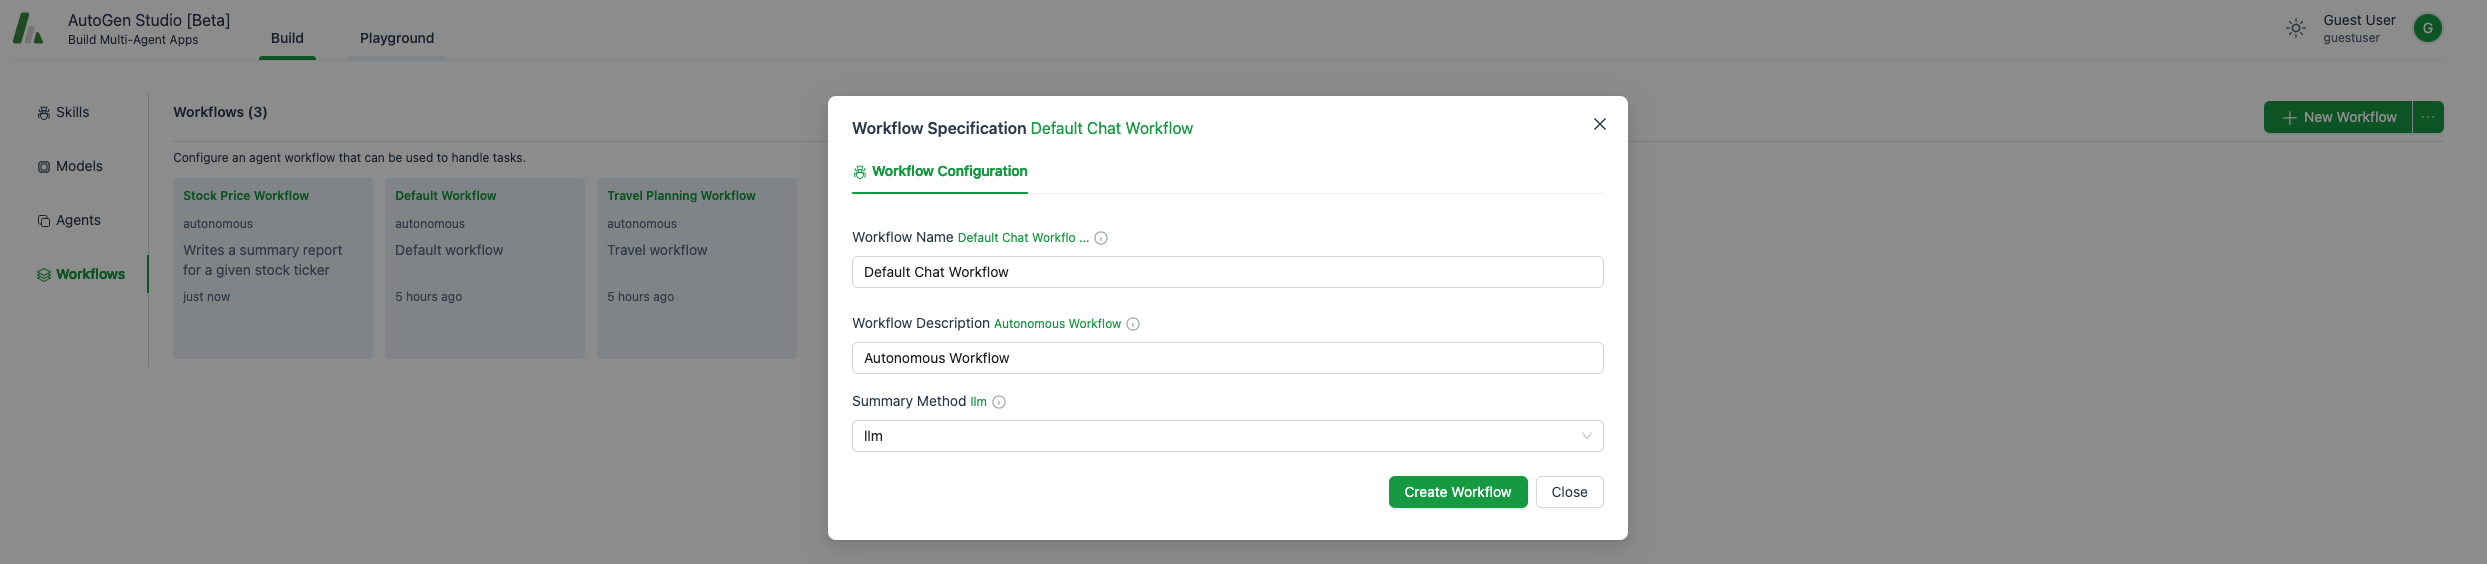 AutoGen Studio [Beta]
Build Multi-Agent Apps
Build
Playground
Guest User
guestuser
G
Skills
Models
Agents
Workflows
Workflows (3)
New Workflow
Configure an agent workflow that can be used to handle tasks.
Stock Price Workflow
autonomous
Writes a summary report
for a given stock ticker
just now
Default Workflow
autonomous
Default workflow
5 hours ago
Travel Planning Workflow
autonomous
Travel workflow
5 hours ago
Workflow Specification Default Chat Workflow
Workflow Configuration
Workflow Name Default Chat Workflo ...
Default Chat Workflow
Workflow Description Autonomous Workflow
Autonomous Workflow
Summary Method llm
llm
Create Workflow
Close